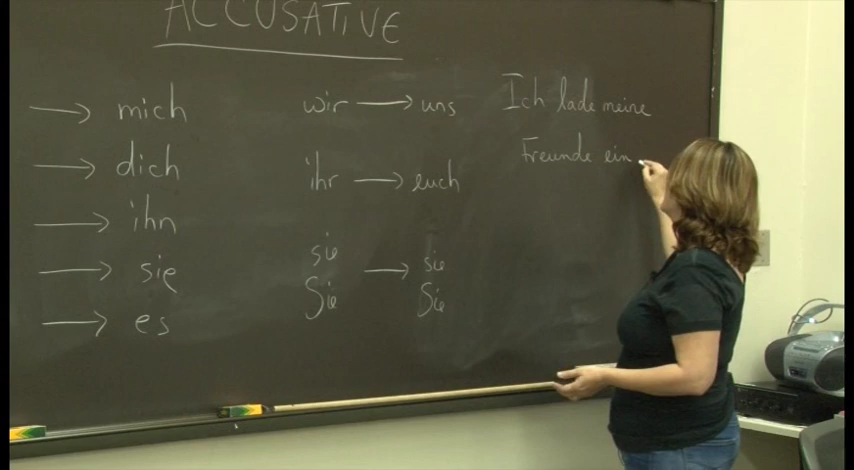 ACCUSATIVE
→ mich
→ dich
→ ihn
→ sie
→ es
wir → uns
ihr → euch
sie → sie
Sie Sie
Ich lade meine
Freunde ein